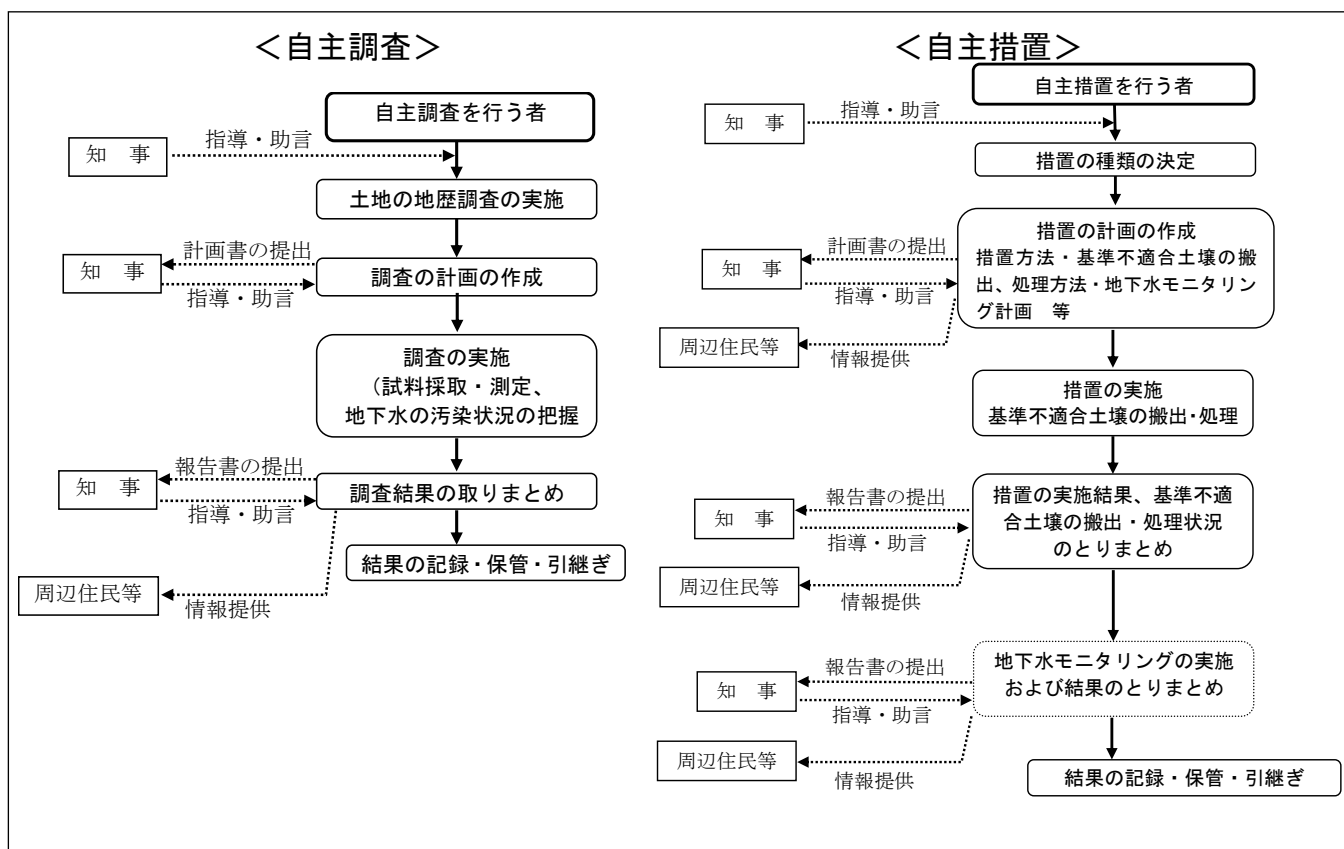 ＜自主調査＞
自主調査を行う者
知　事
指導・助言
土地の地歴調査の実施
計画書の提出
知　事
調査の計画の作成
指導・助言
調査の実施
（試料採取・測定、
地下水の汚染状況の把握
報告書の提出
知　事
調査結果の取りまとめ
指導・助言
結果の記録・保管・引継ぎ
周辺住民等
情報提供
＜自主措置＞
自主措置を行う者
知　事
指導・助言
措置の種類の決定
措置の計画の作成
措置方法・基準不適合土壌の搬
出、処理方法・地下水モニタリン
グ計画　等
計画書の提出
知　事
指導・助言
周辺住民等
情報提供
措置の実施
基準不適合土壌の搬出・処理
措置の実施結果、基準不適
合土壌の搬出・処理状況
のとりまとめ
報告書の提出
知　事
指導・助言
周辺住民等
情報提供
地下水モニタリングの実施
および結果のとりまとめ
報告書の提出
知　事
指導・助言
周辺住民等
情報提供
結果の記録・保管・引継ぎ